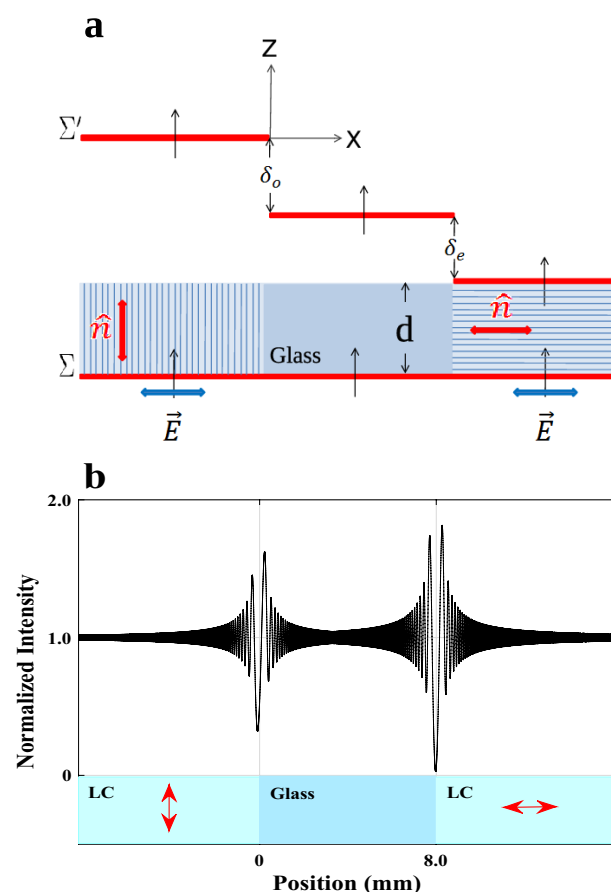 a
Z
Σ′
X
δₒ
δₑ
n̂
d
n̂
Glass
Σ
E⃗
E⃗
b
2.0
1.0
0
Normalized Intensity
LC
Glass
LC
0
8.0
Position (mm)